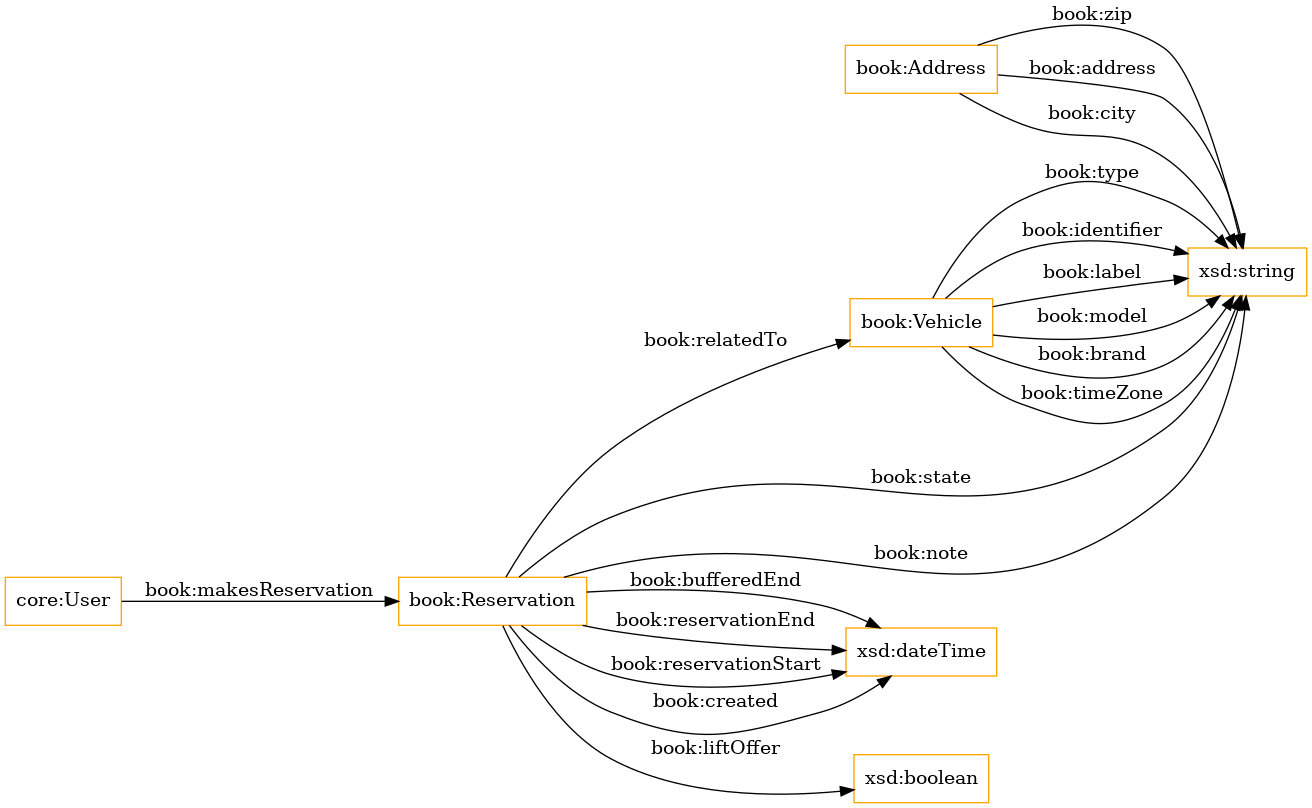 book:zip
book:Address
book:address
book:city
book:type
book:identifier
xsd:string
book:label
book:model
book:Vehicle
book:relatedTo
book:brand
book:timeZone
book:state
book:note
book:bufferedEnd
core:User
book:makesReservation
book:Reservation
book:reservationEnd
xsd:dateTime
book:reservationStart
book:created
book:liftOffer
xsd:boolean